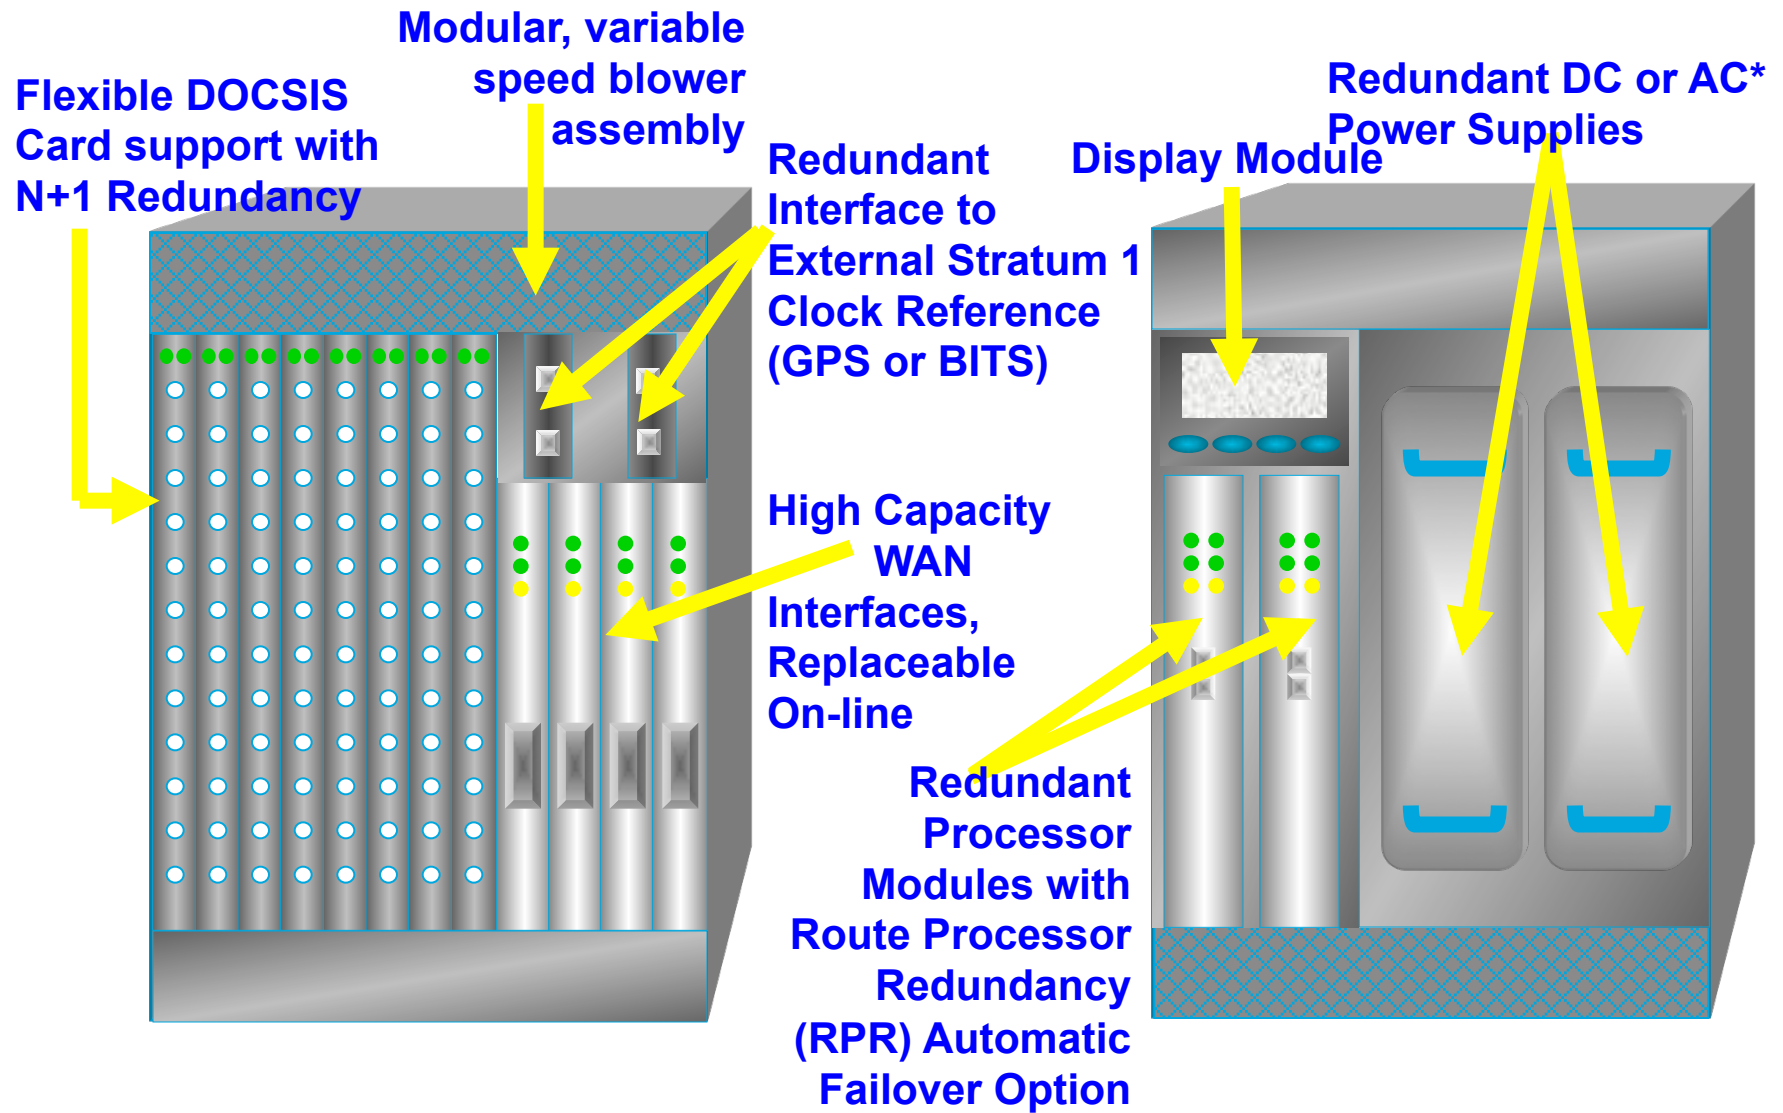 Modular, variable
speed blower
assembly
Flexible DOCSIS
Card support with
N+1 Redundancy
Redundant
Interface to
External Stratum 1
Clock Reference
(GPS or BITS)
Display Module
Redundant DC or AC*
Power Supplies
High Capacity
WAN
Interfaces,
Replaceable
On-line
Redundant
Processor
Modules with
Route Processor
Redundancy
(RPR) Automatic
Failover Option